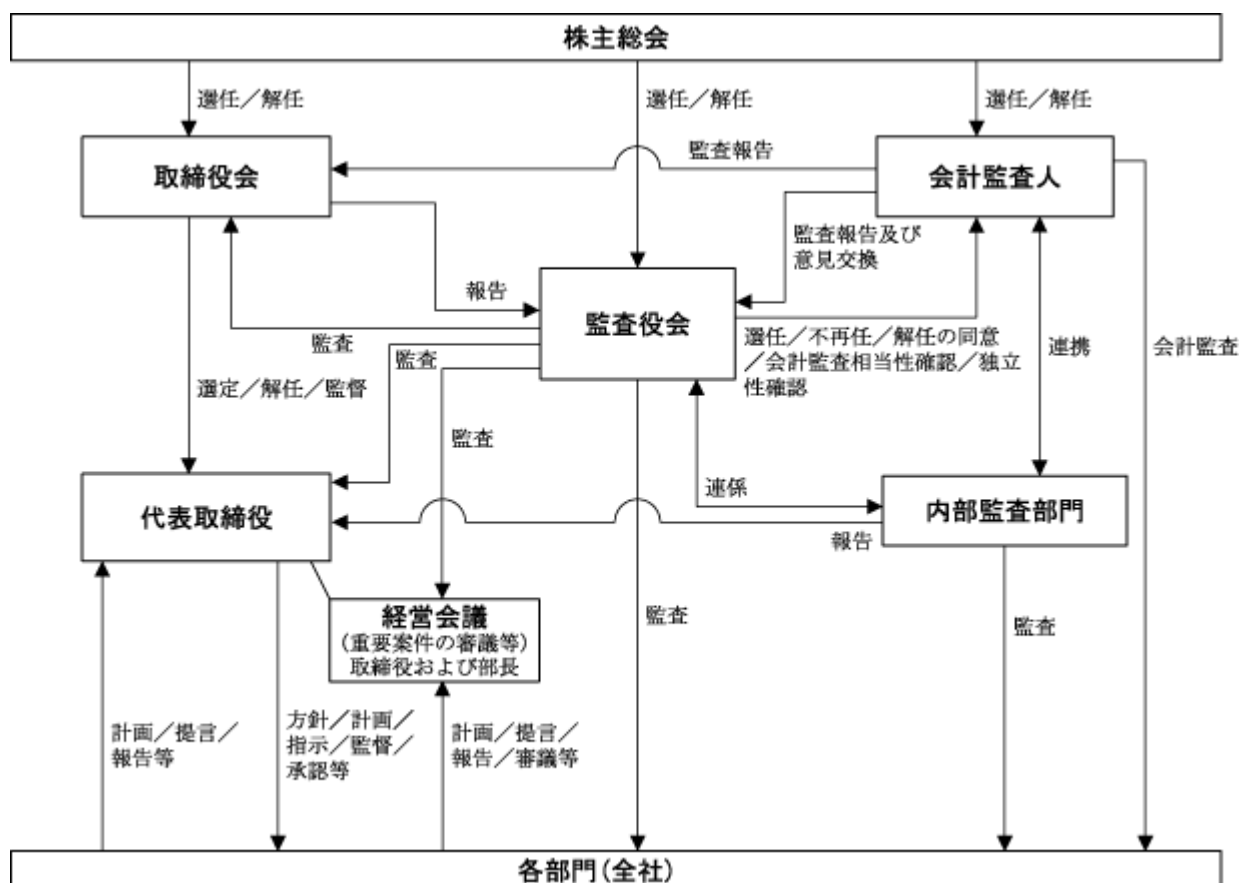 株主総会
選任／解任
選任／解任
選任／解任
取締役会
監査報告
会計監査人
監査報告及び
意見交換
報告
監査役会
監査
監査
選任／不再任／解任の同意
／会計監査相当性確認／独立
性確認
連携
会計監査
選定／解任／監督
監査
代表取締役
連係
内部監査部門
報告
経営会議
(重要案件の審議等)
取締役および部長
監査
監査
計画／提言／
報告等
方針／計画／
指示／監督／
承認等
計画／提言／
報告／審議等
各部門(全社)